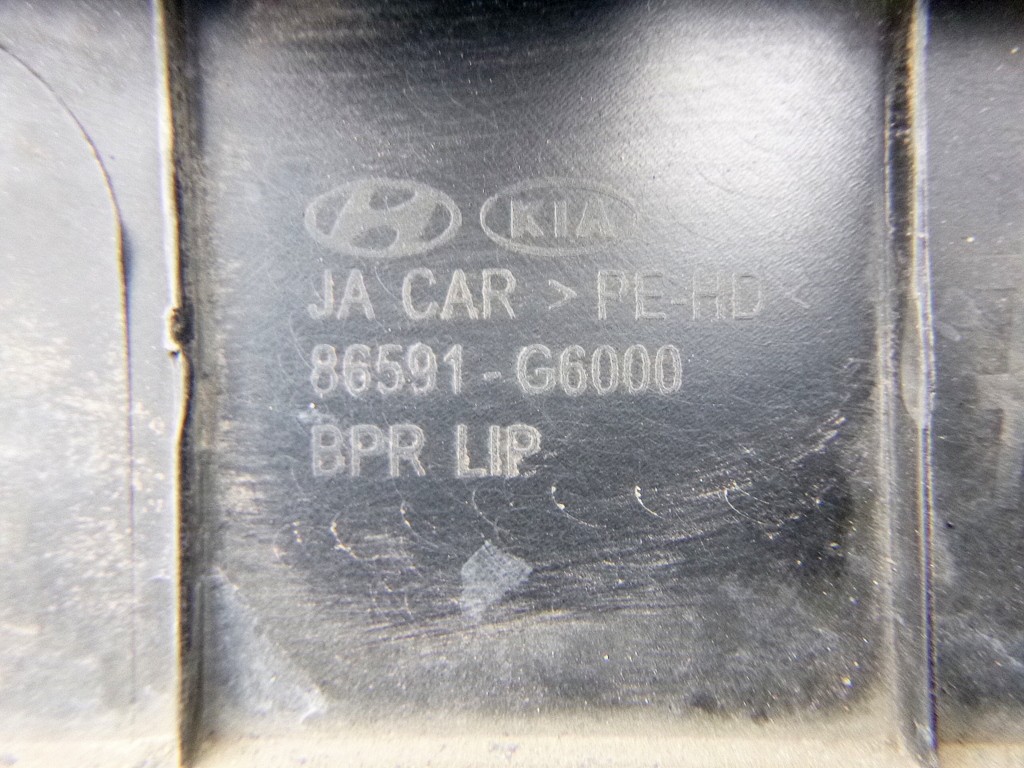 KIA
JA CAR >PE-HD<
86591-G6000
BPR LIP